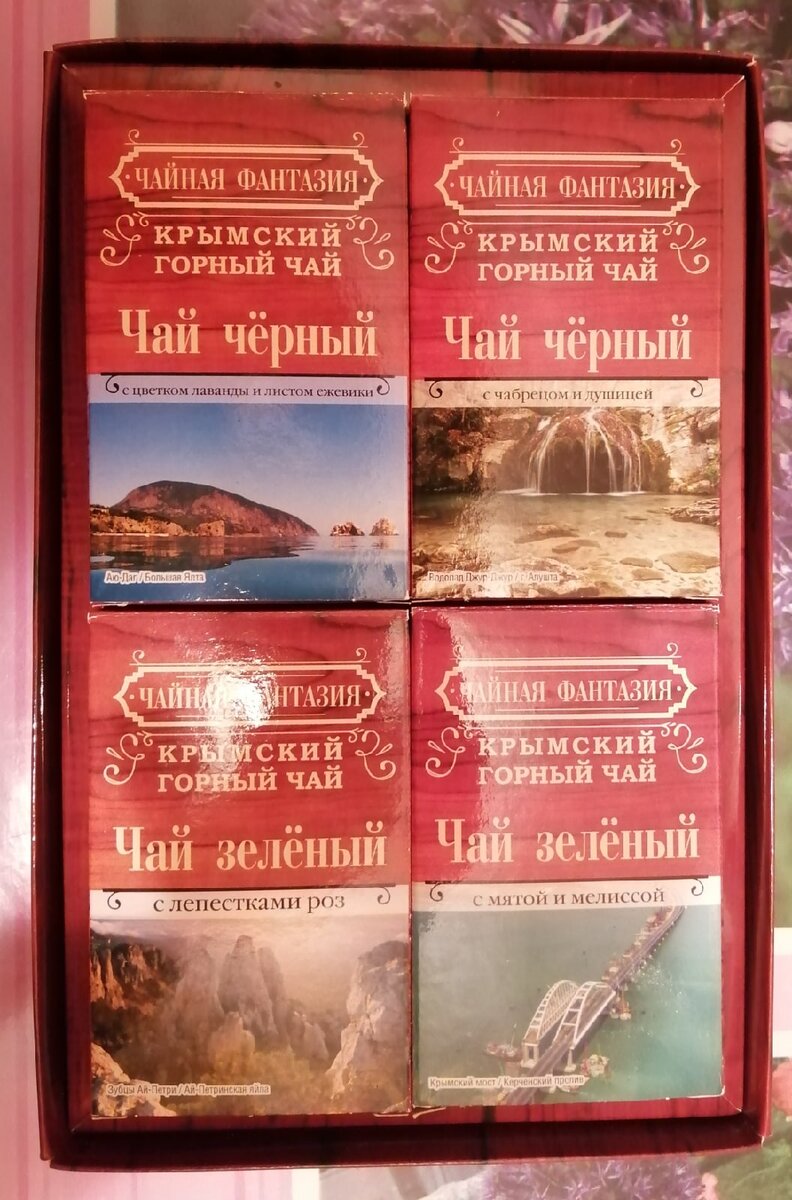 ЧАЙНАЯ ФАНТАЗИЯ
КРЫМСКИЙ
ГОРНЫЙ ЧАЙ
Чай чёрный
с цветком лаванды и листом ежевики
Аю-Даг / Большая Ялта
ЧАЙНАЯ ФАНТАЗИЯ
КРЫМСКИЙ
ГОРНЫЙ ЧАЙ
Чай чёрный
с чабрецом и душицей
Водопад Джур-Джур / г. Алушта
ЧАЙНАЯ ФАНТАЗИЯ
КРЫМСКИЙ
ГОРНЫЙ ЧАЙ
Чай зелёный
с лепестками роз
Зубцы Ай-Петри / Ай-Петринская яйла
ЧАЙНАЯ ФАНТАЗИЯ
КРЫМСКИЙ
ГОРНЫЙ ЧАЙ
Чай зелёный
с мятой и мелиссой
Крымский мост / Керченский пролив